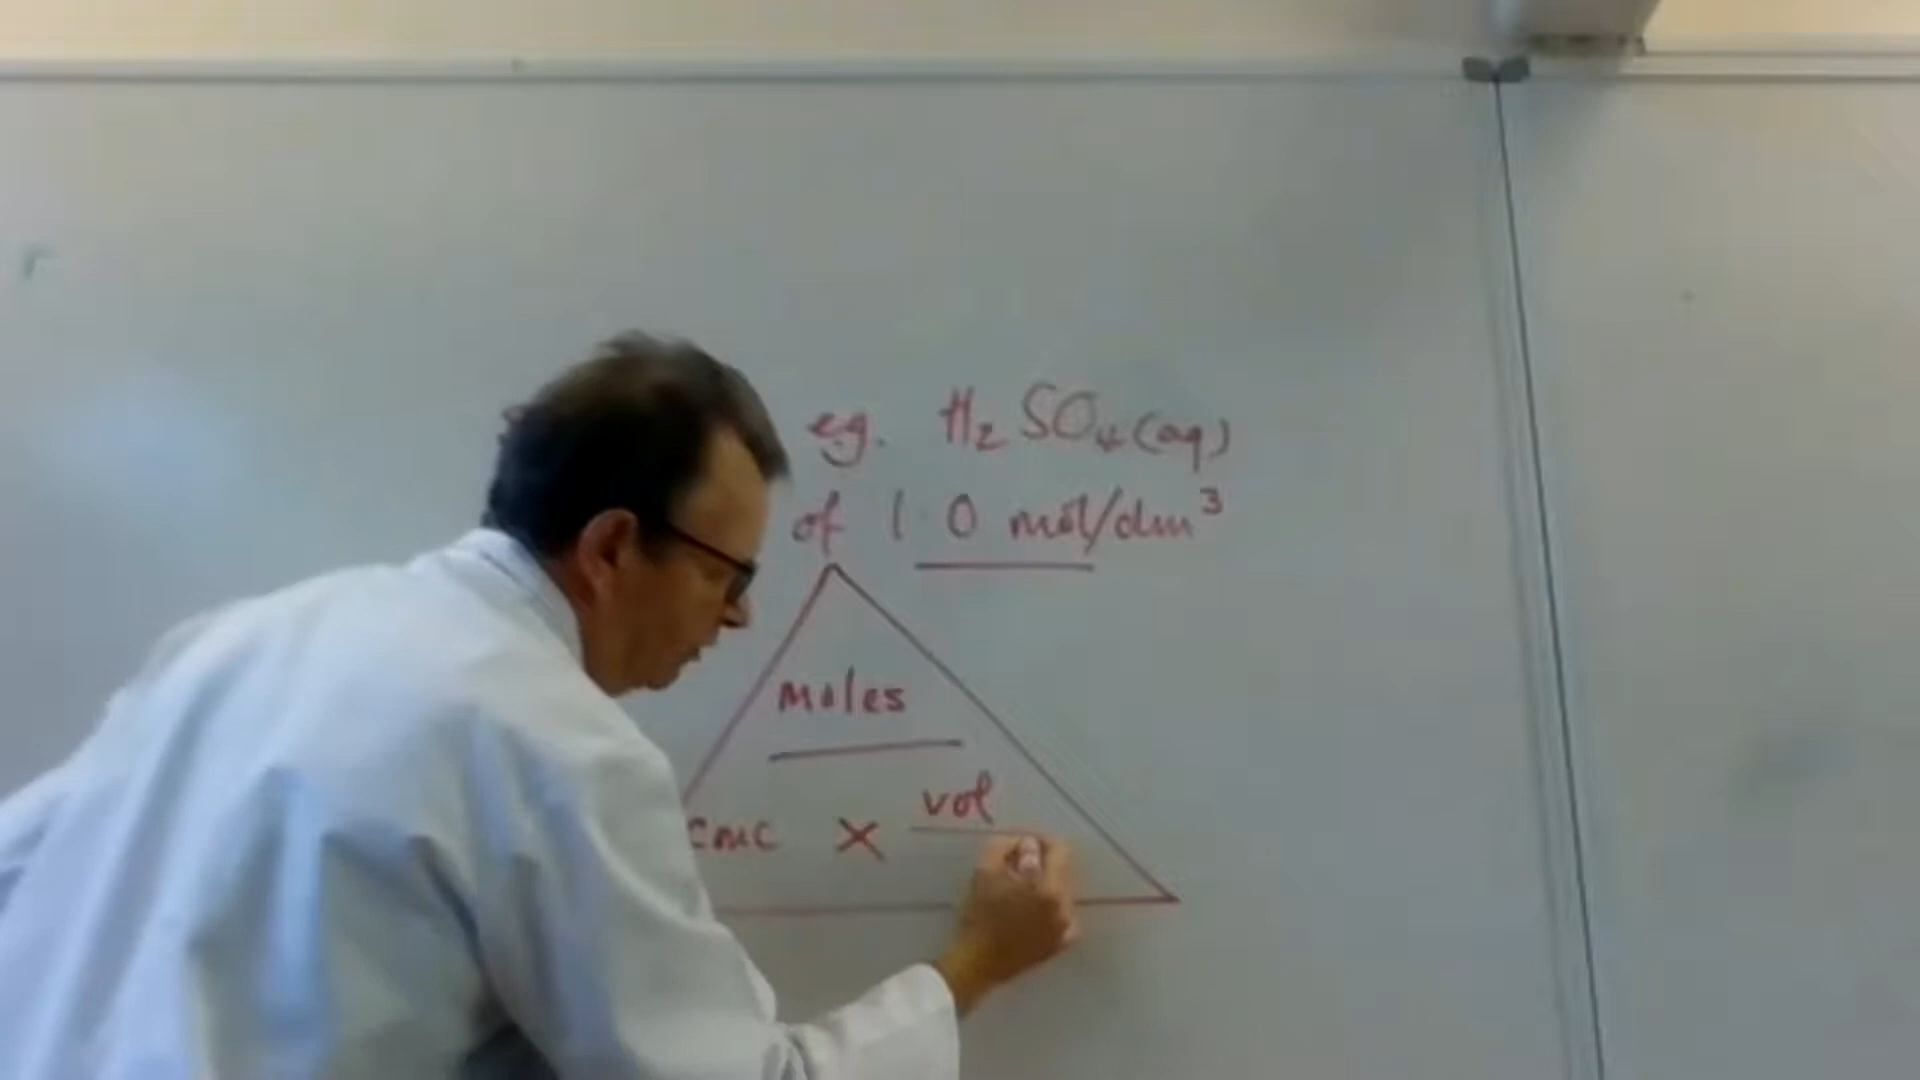 e.g. H₂SO₄(aq)
of 1.0 mol/dm³
moles
conc × vol